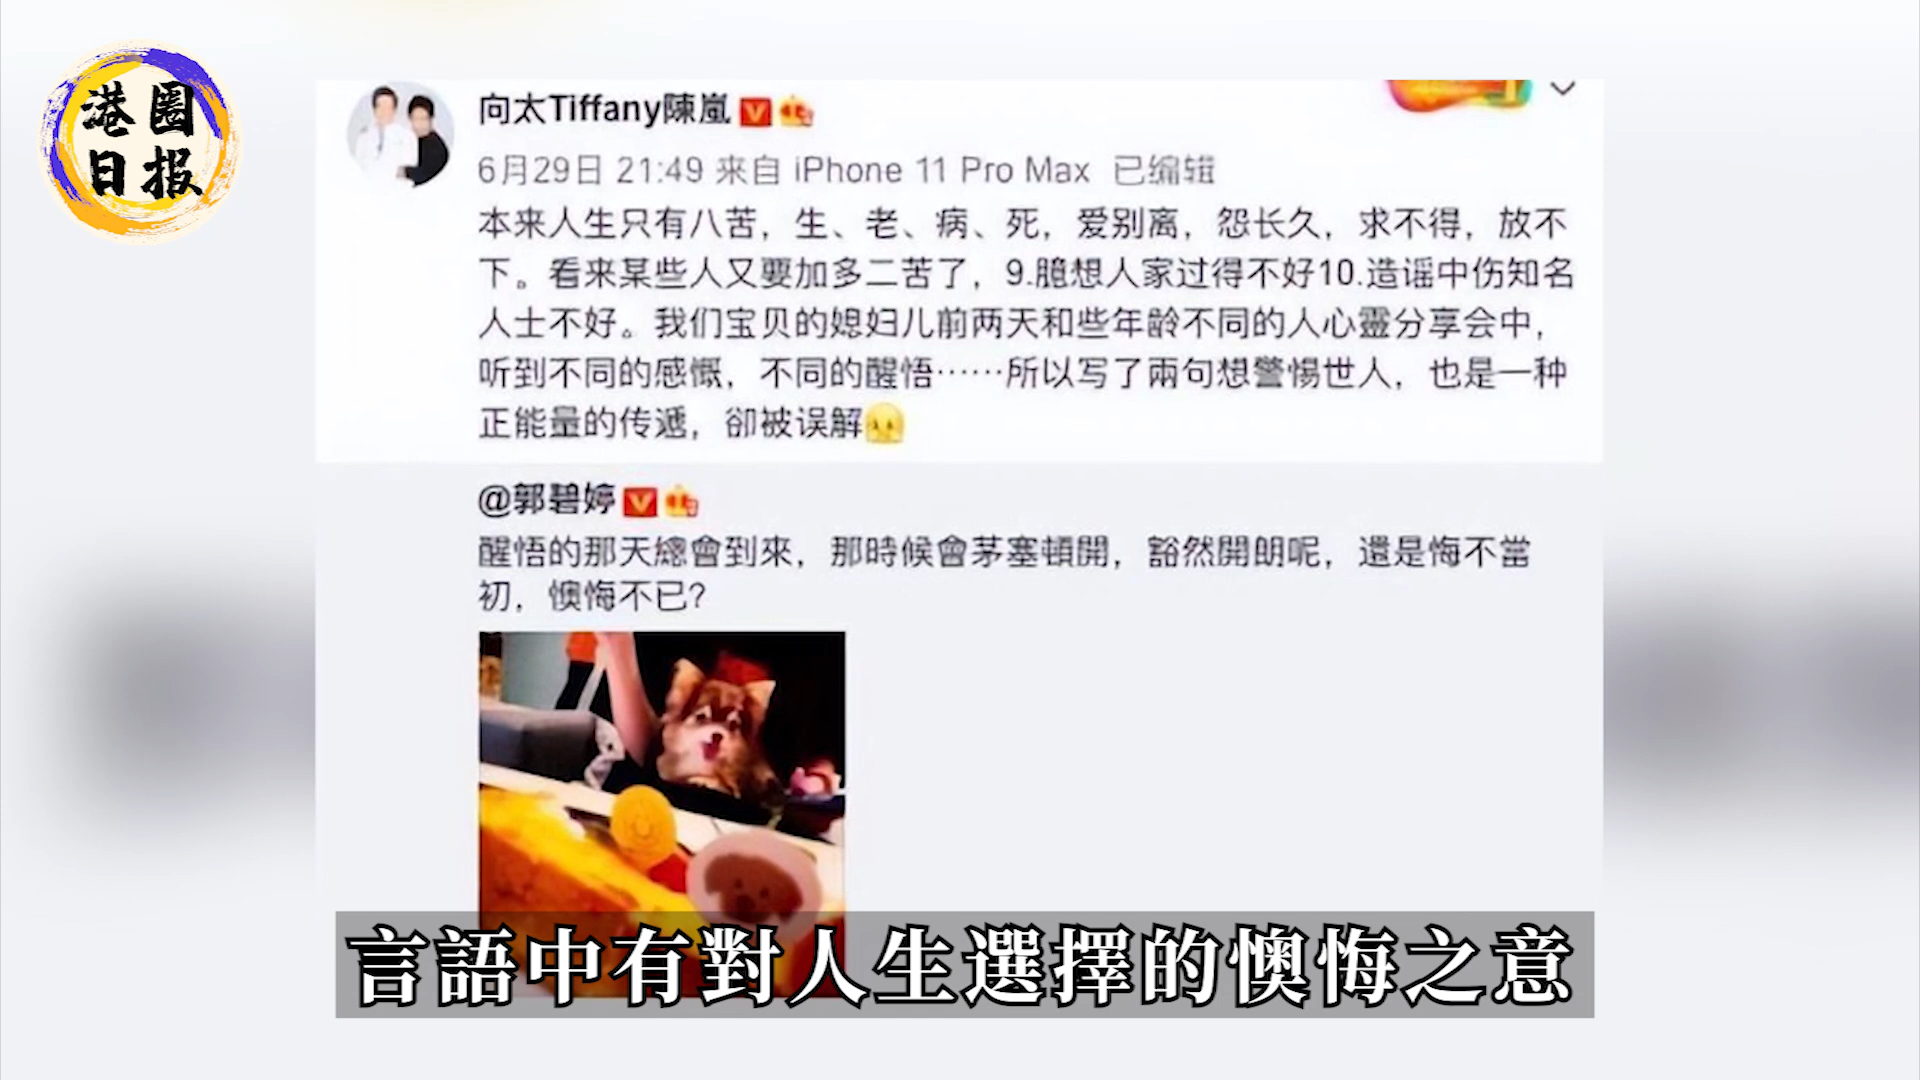 港圈
日报
向太Tiffany陳嵐
6月29日 21:49 来自 iPhone 11 Pro Max 已编辑
本来人生只有八苦，生、老、病、死，爱别离，怨长久，求不得，放不
下。看来某些人又要加多二苦了，9.臆想人家过得不好10.造谣中伤知名
人士不好。我们宝贝的媳妇儿前两天和些年龄不同的人心靈分享会中，
听到不同的感慨，不同的醒悟……所以写了兩句想警惕世人，也是一种
正能量的传遞，卻被误解
@郭碧婷
醒悟的那天總會到來，那時候會茅塞頓開，豁然開朗呢，還是悔不當
初，懊悔不已？
言語中有對人生選擇的懊悔之意